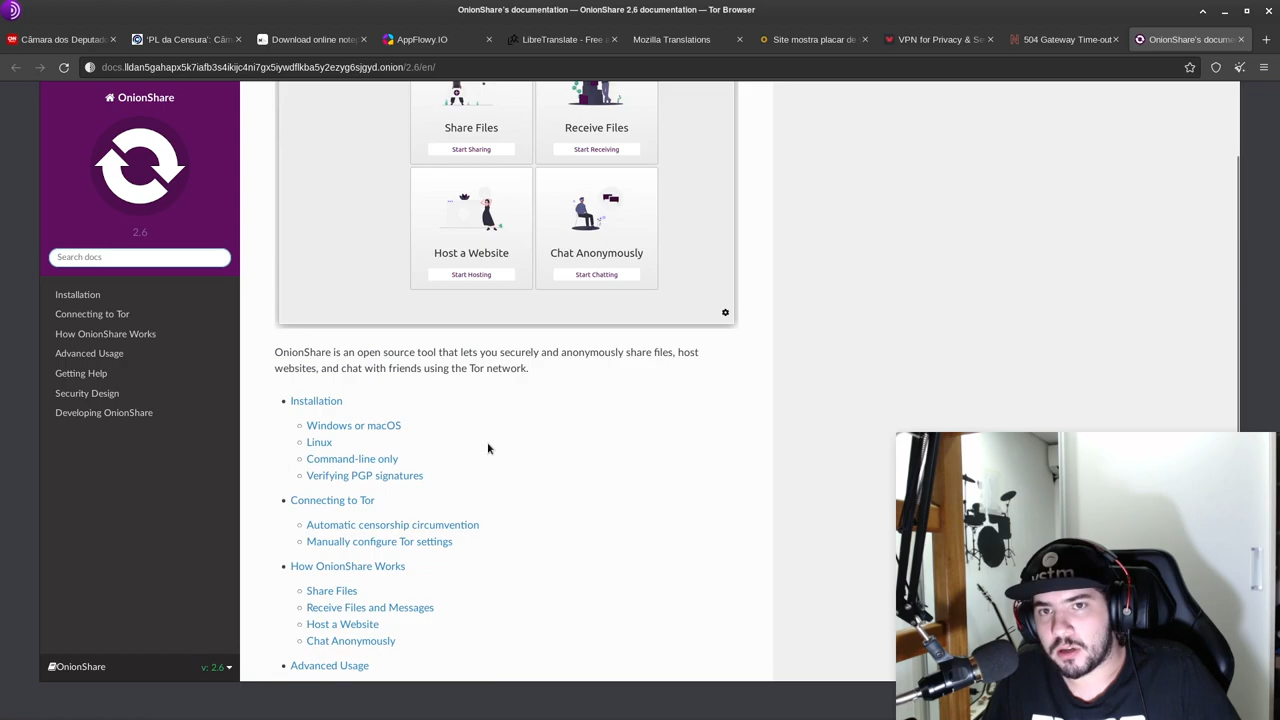 OnionShare's documentation — OnionShare 2.6 documentation — Tor Browser
Câmara dos Deputad
'PL da Censura': Câm
Download online note
AppFlowy.IO
LibreTranslate - Free
Mozilla Translations
Site mostra placar de
VPN for Privacy & Se
504 Gateway Time-out
OnionShare's docume
docs.lldan5gahapx5k7iafb3s4ikijc4ni7gx5iywdflkba5y2ezyg6sjgyd.onion/2.6/en/
OnionShare
2.6
Search docs
Installation
Connecting to Tor
How OnionShare Works
Advanced Usage
Getting Help
Security Design
Developing OnionShare
OnionShare
v: 2.6
Share Files
Start Sharing
Receive Files
Start Receiving
Host a Website
Start Hosting
Chat Anonymously
Start Chatting
OnionShare is an open source tool that lets you securely and anonymously share files, host
websites, and chat with friends using the Tor network.
Installation
Windows or macOS
Linux
Command-line only
Verifying PGP signatures
Connecting to Tor
Automatic censorship circumvention
Manually configure Tor settings
How OnionShare Works
Share Files
Receive Files and Messages
Host a Website
Chat Anonymously
Advanced Usage